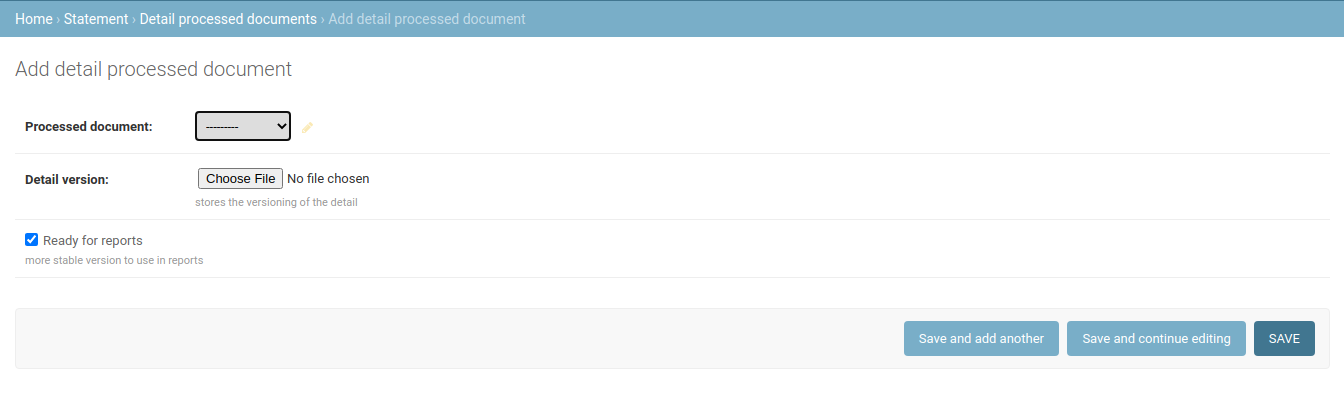 Home › Statement › Detail processed documents › Add detail processed document
Add detail processed document
Processed document: ---------
Detail version: Choose File No file chosen
stores the versioning of the detail
Ready for reports
more stable version to use in reports
Save and add another Save and continue editing SAVE